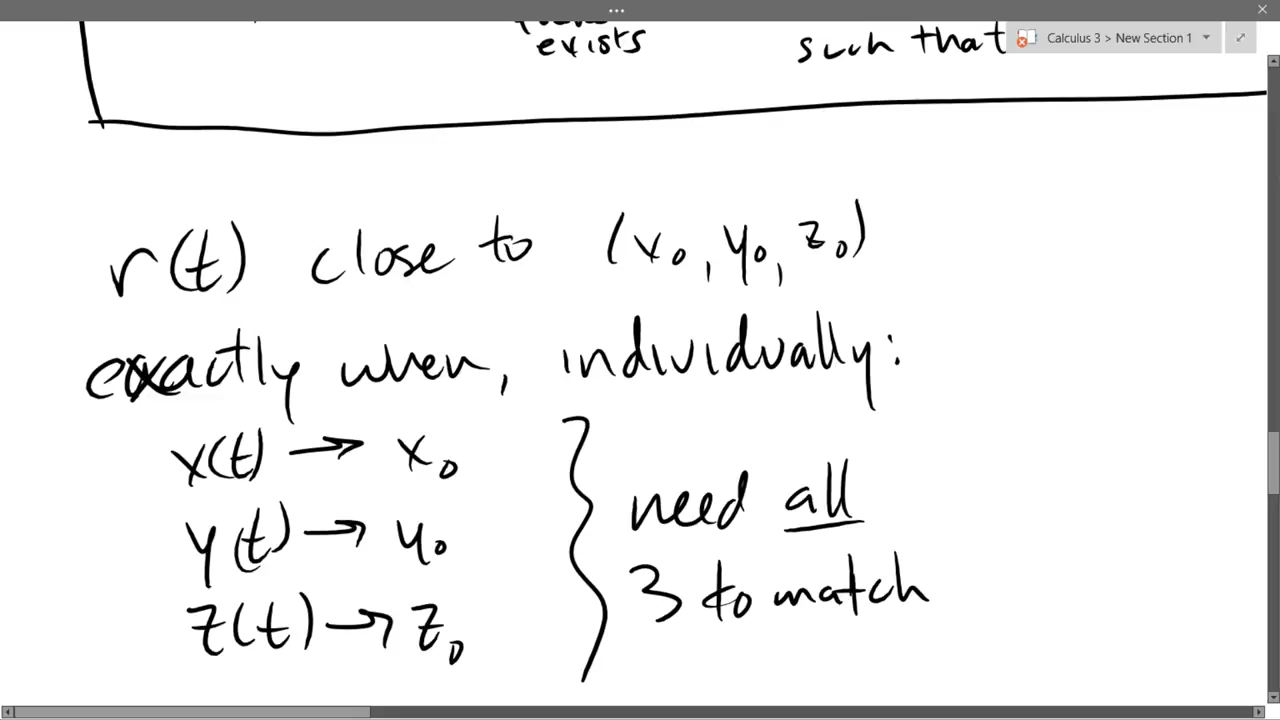 Calculus 3 > New Section 1
exists such that
r(t) close to (x₀, y₀, z₀)
exactly when, individually:
x(t) → x₀
y(t) → y₀
z(t) → z₀
need all
3 to match